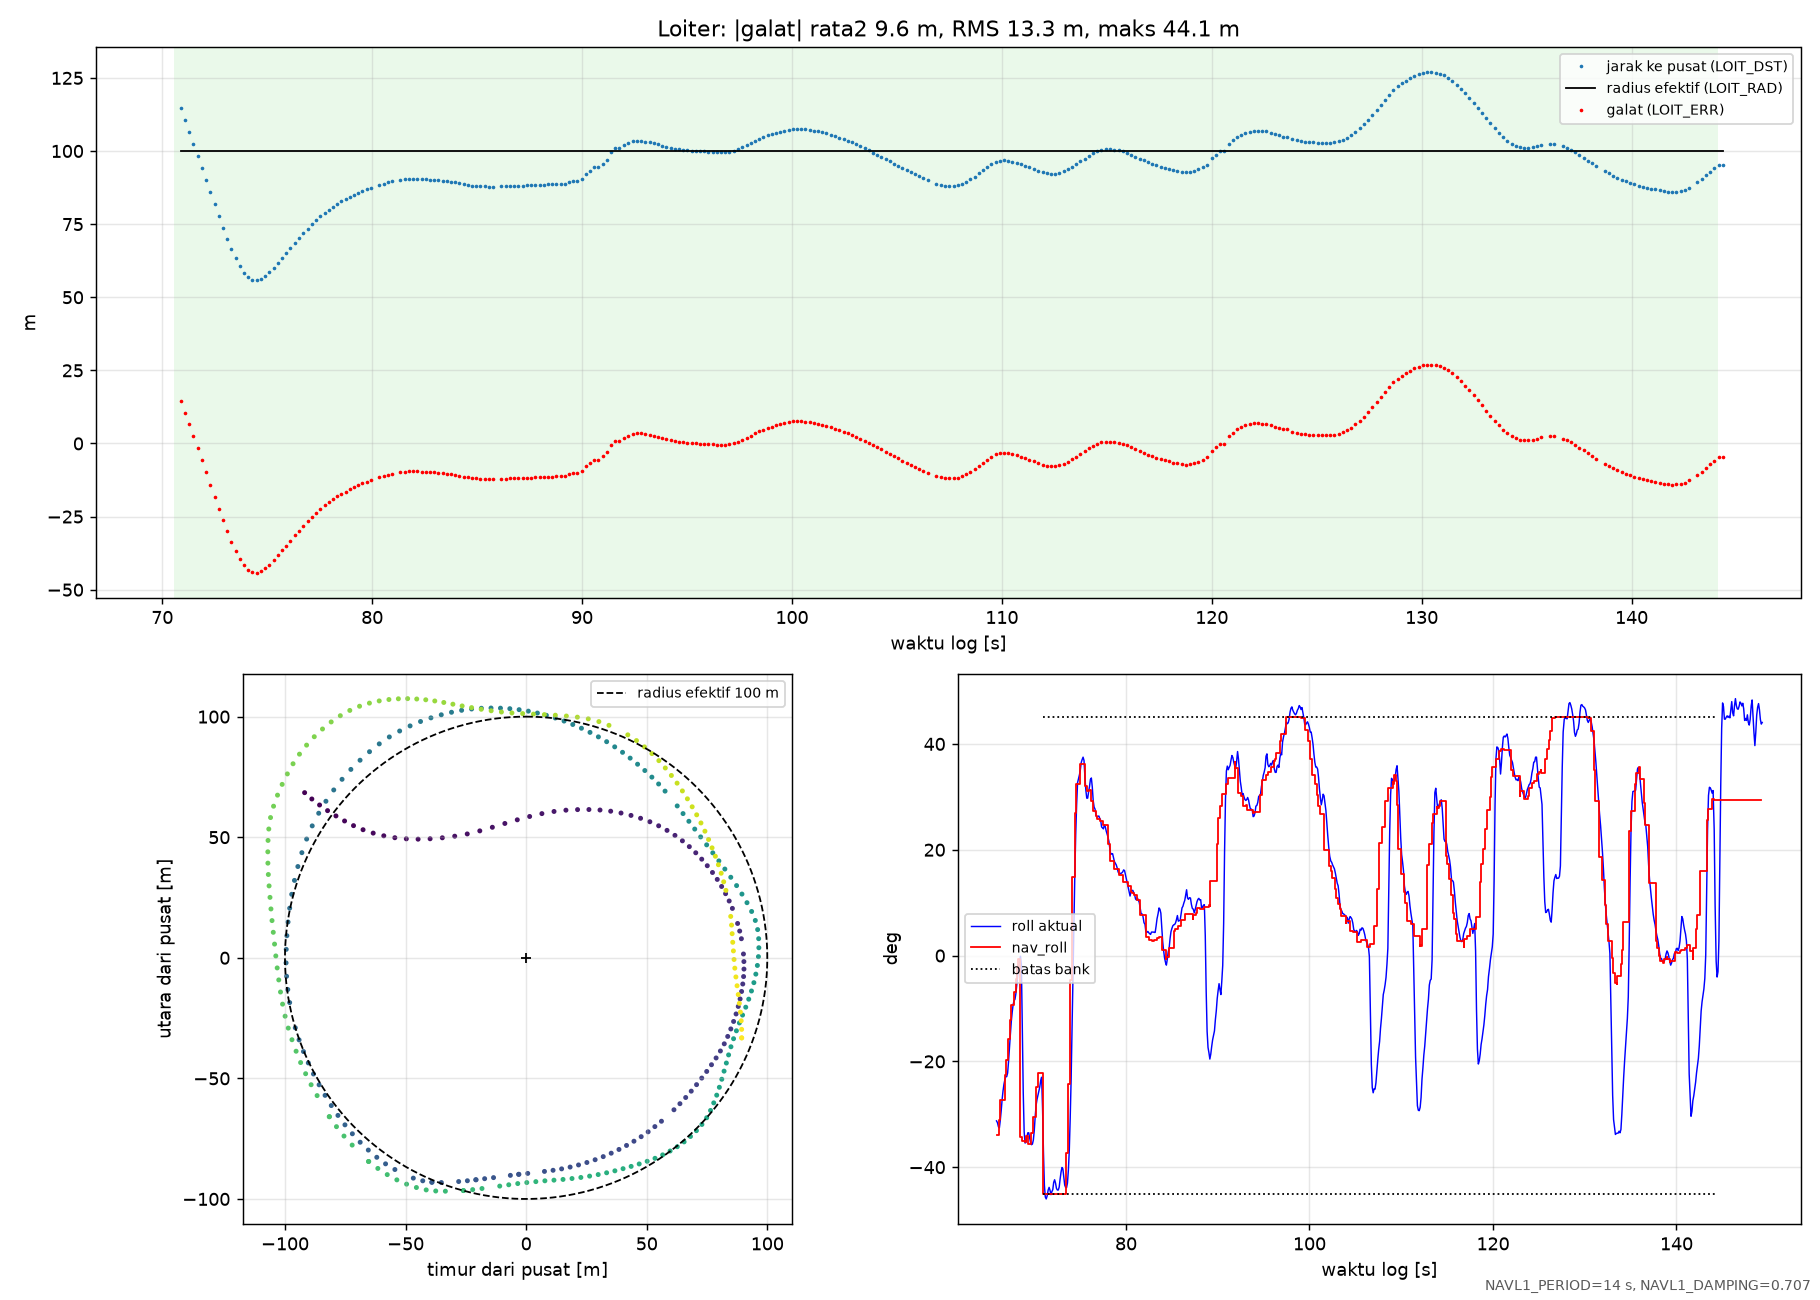 Loiter: |galat| rata2 9.6 m, RMS 13.3 m, maks 44.1 m
jarak ke pusat (LOIT_DST)
radius efektif (LOIT_RAD)
galat (LOIT_ERR)
125
100
75
50
25
0
−25
−50
m
70 80 90 100 110 120 130 140
waktu log [s]
radius efektif 100 m
100
50
0
−50
−100
utara dari pusat [m]
−100 −50 0 50 100
timur dari pusat [m]
40
20
0
−20
−40
deg
roll aktual
nav_roll
batas bank
80 100 120 140
waktu log [s]
NAVL1_PERIOD=14 s, NAVL1_DAMPING=0.707